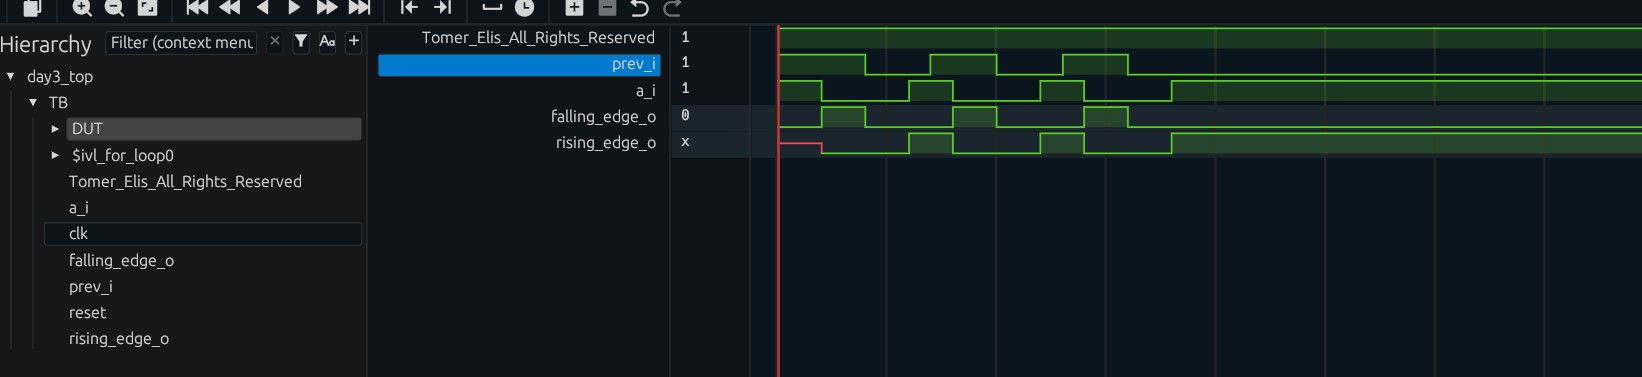 Hierarchy
Filter (context menu
Aa
day3_top
TB
DUT
$ivl_for_loop0
Tomer_Elis_All_Rights_Reserved
a_i
clk
falling_edge_o
prev_i
reset
rising_edge_o
Tomer_Elis_All_Rights_Reserved 1
prev_i 1
a_i 1
falling_edge_o 0
rising_edge_o x